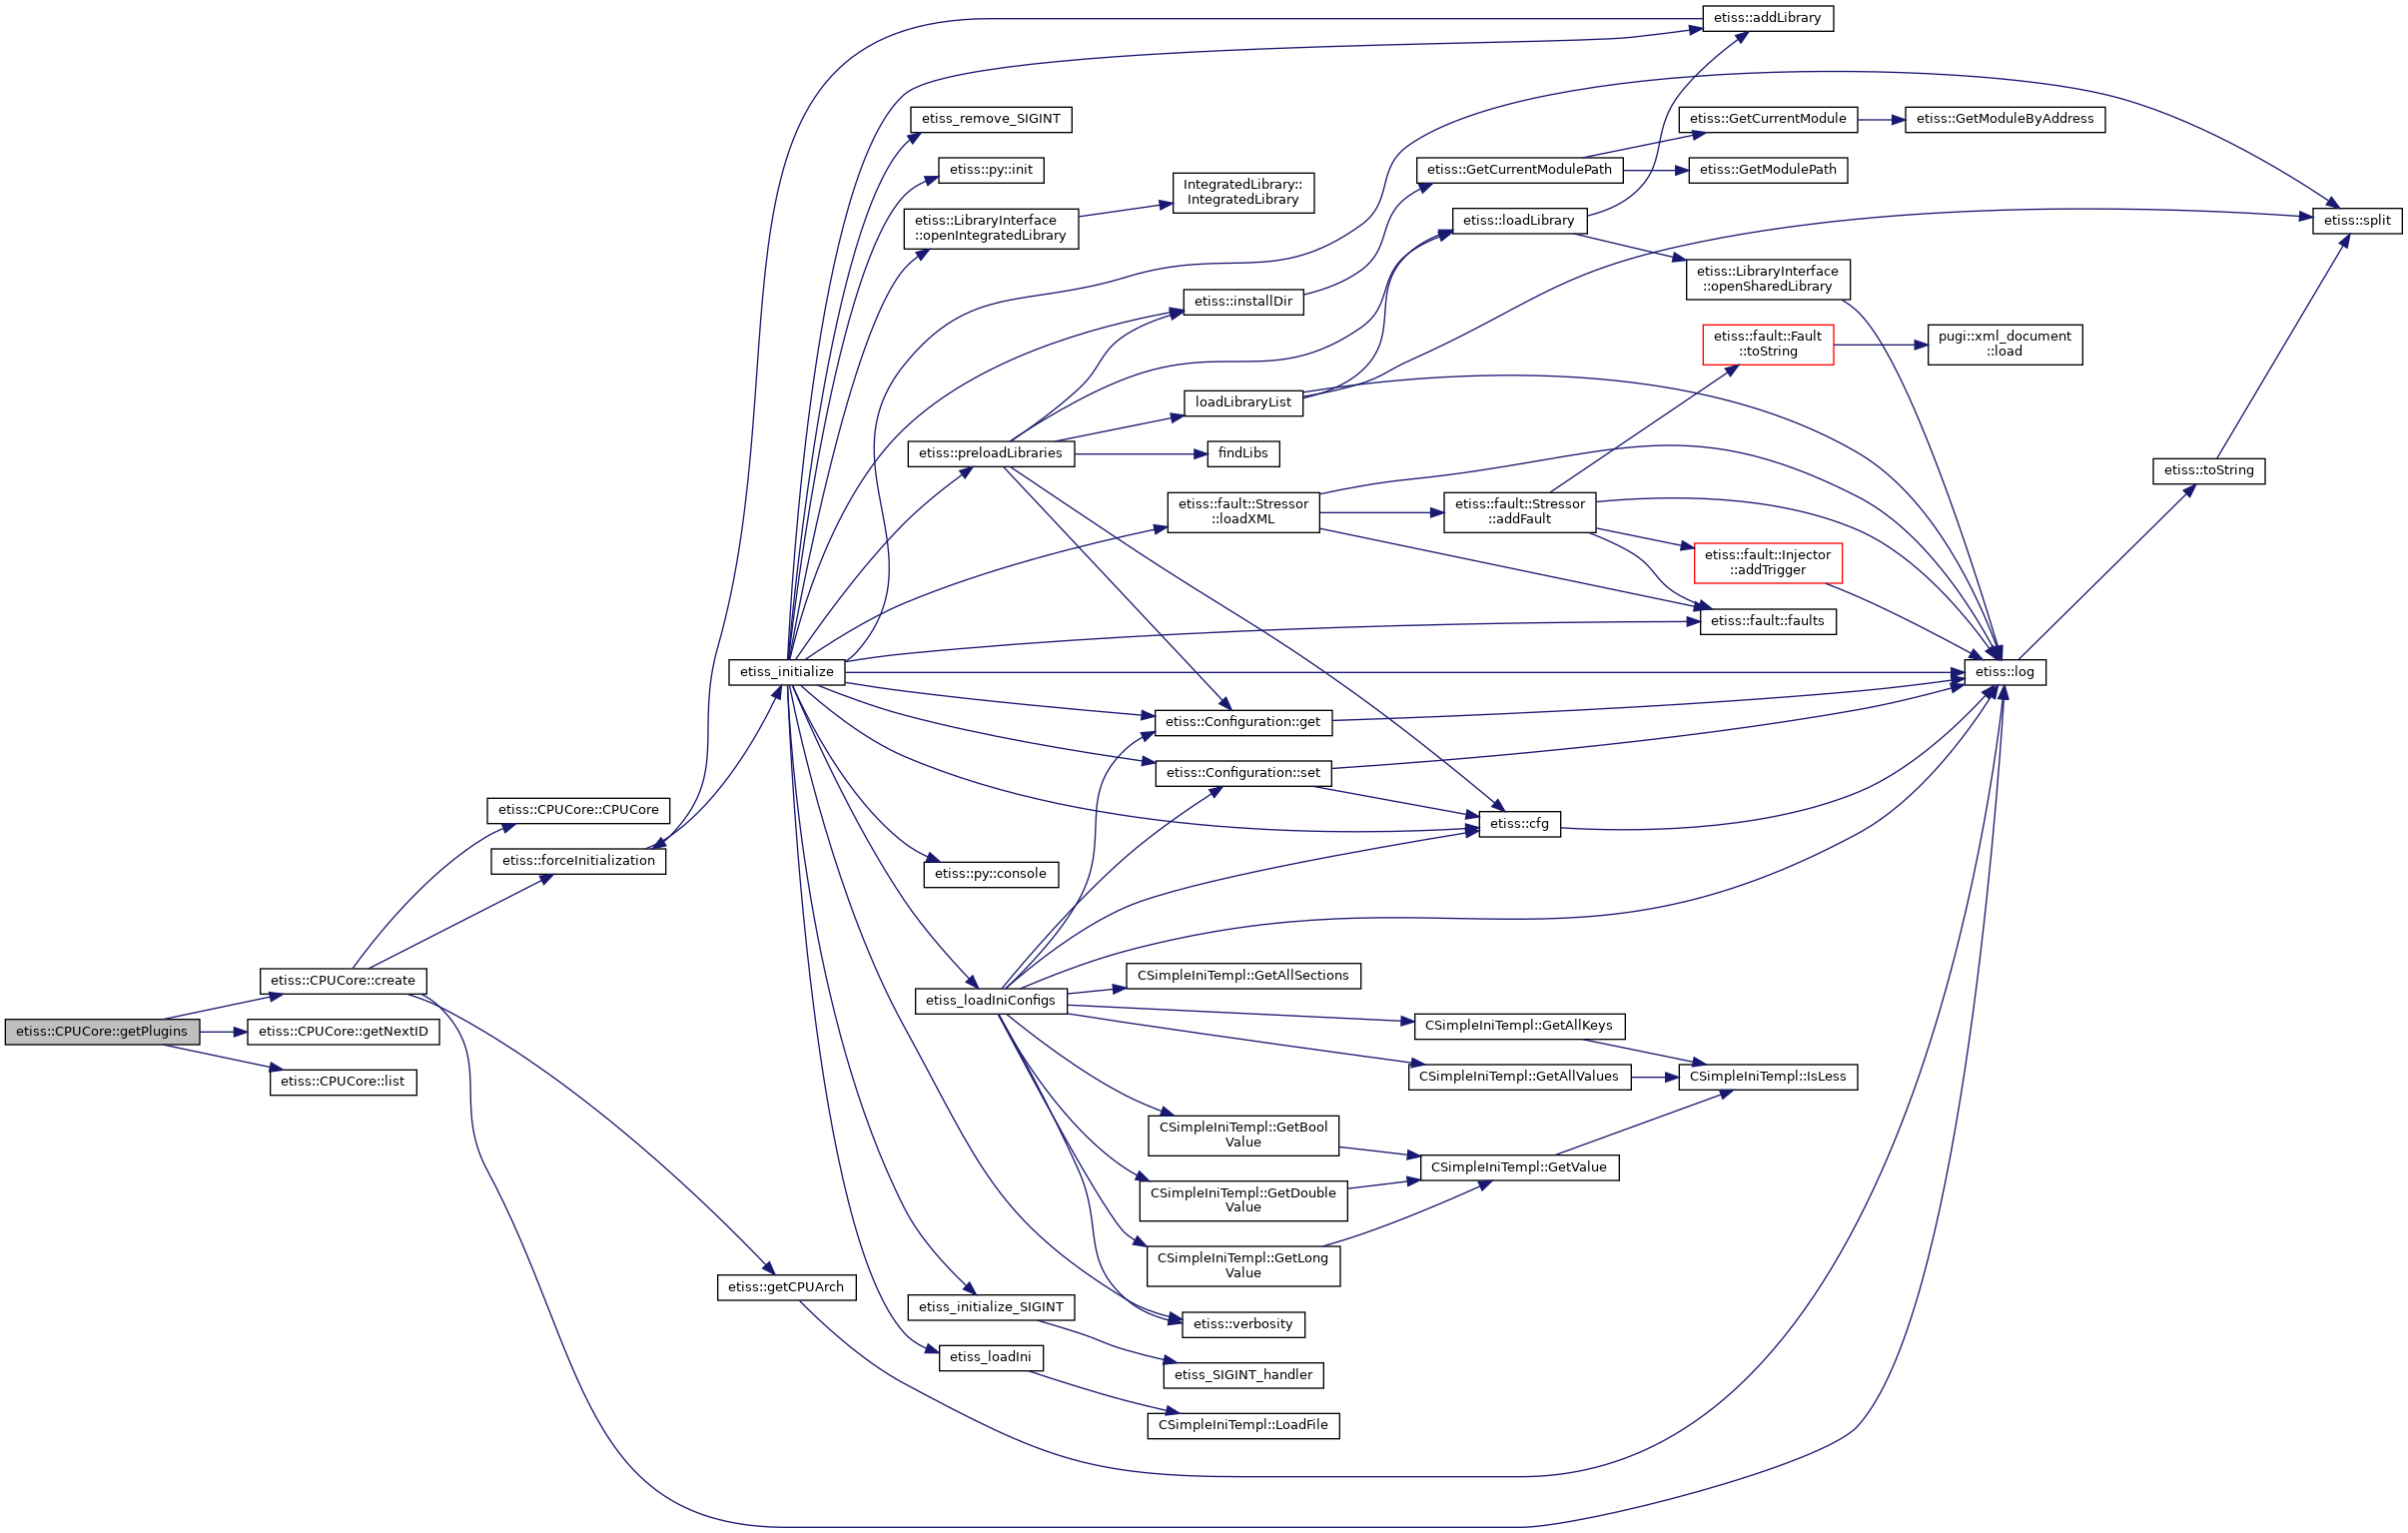 etiss::addLibrary
etiss_remove_SIGINT
etiss::GetCurrentModule
etiss::GetModuleByAddress
etiss::py::init
etiss::GetCurrentModulePath
etiss::GetModulePath
IntegratedLibrary::
IntegratedLibrary
etiss::LibraryInterface
::openIntegratedLibrary
etiss::loadLibrary
etiss::split
etiss::LibraryInterface
::openSharedLibrary
etiss::installDir
etiss::fault::Fault
::toString
pugi::xml_document
::load
loadLibraryList
etiss::preloadLibraries
findLibs
etiss::toString
etiss::fault::Stressor
::loadXML
etiss::fault::Stressor
::addFault
etiss::fault::Injector
::addTrigger
etiss::fault::faults
etiss_initialize
etiss::log
etiss::Configuration::get
etiss::Configuration::set
etiss::CPUCore::CPUCore
etiss::cfg
etiss::forceInitialization
etiss::py::console
etiss::CPUCore::create
CSimpleIniTempl::GetAllSections
etiss_loadIniConfigs
etiss::CPUCore::getPlugins
etiss::CPUCore::getNextID
CSimpleIniTempl::GetAllKeys
etiss::CPUCore::list
CSimpleIniTempl::GetAllValues
CSimpleIniTempl::IsLess
CSimpleIniTempl::GetBool
Value
CSimpleIniTempl::GetValue
CSimpleIniTempl::GetDouble
Value
CSimpleIniTempl::GetLong
Value
etiss::getCPUArch
etiss_initialize_SIGINT
etiss::verbosity
etiss_loadIni
etiss_SIGINT_handler
CSimpleIniTempl::LoadFile